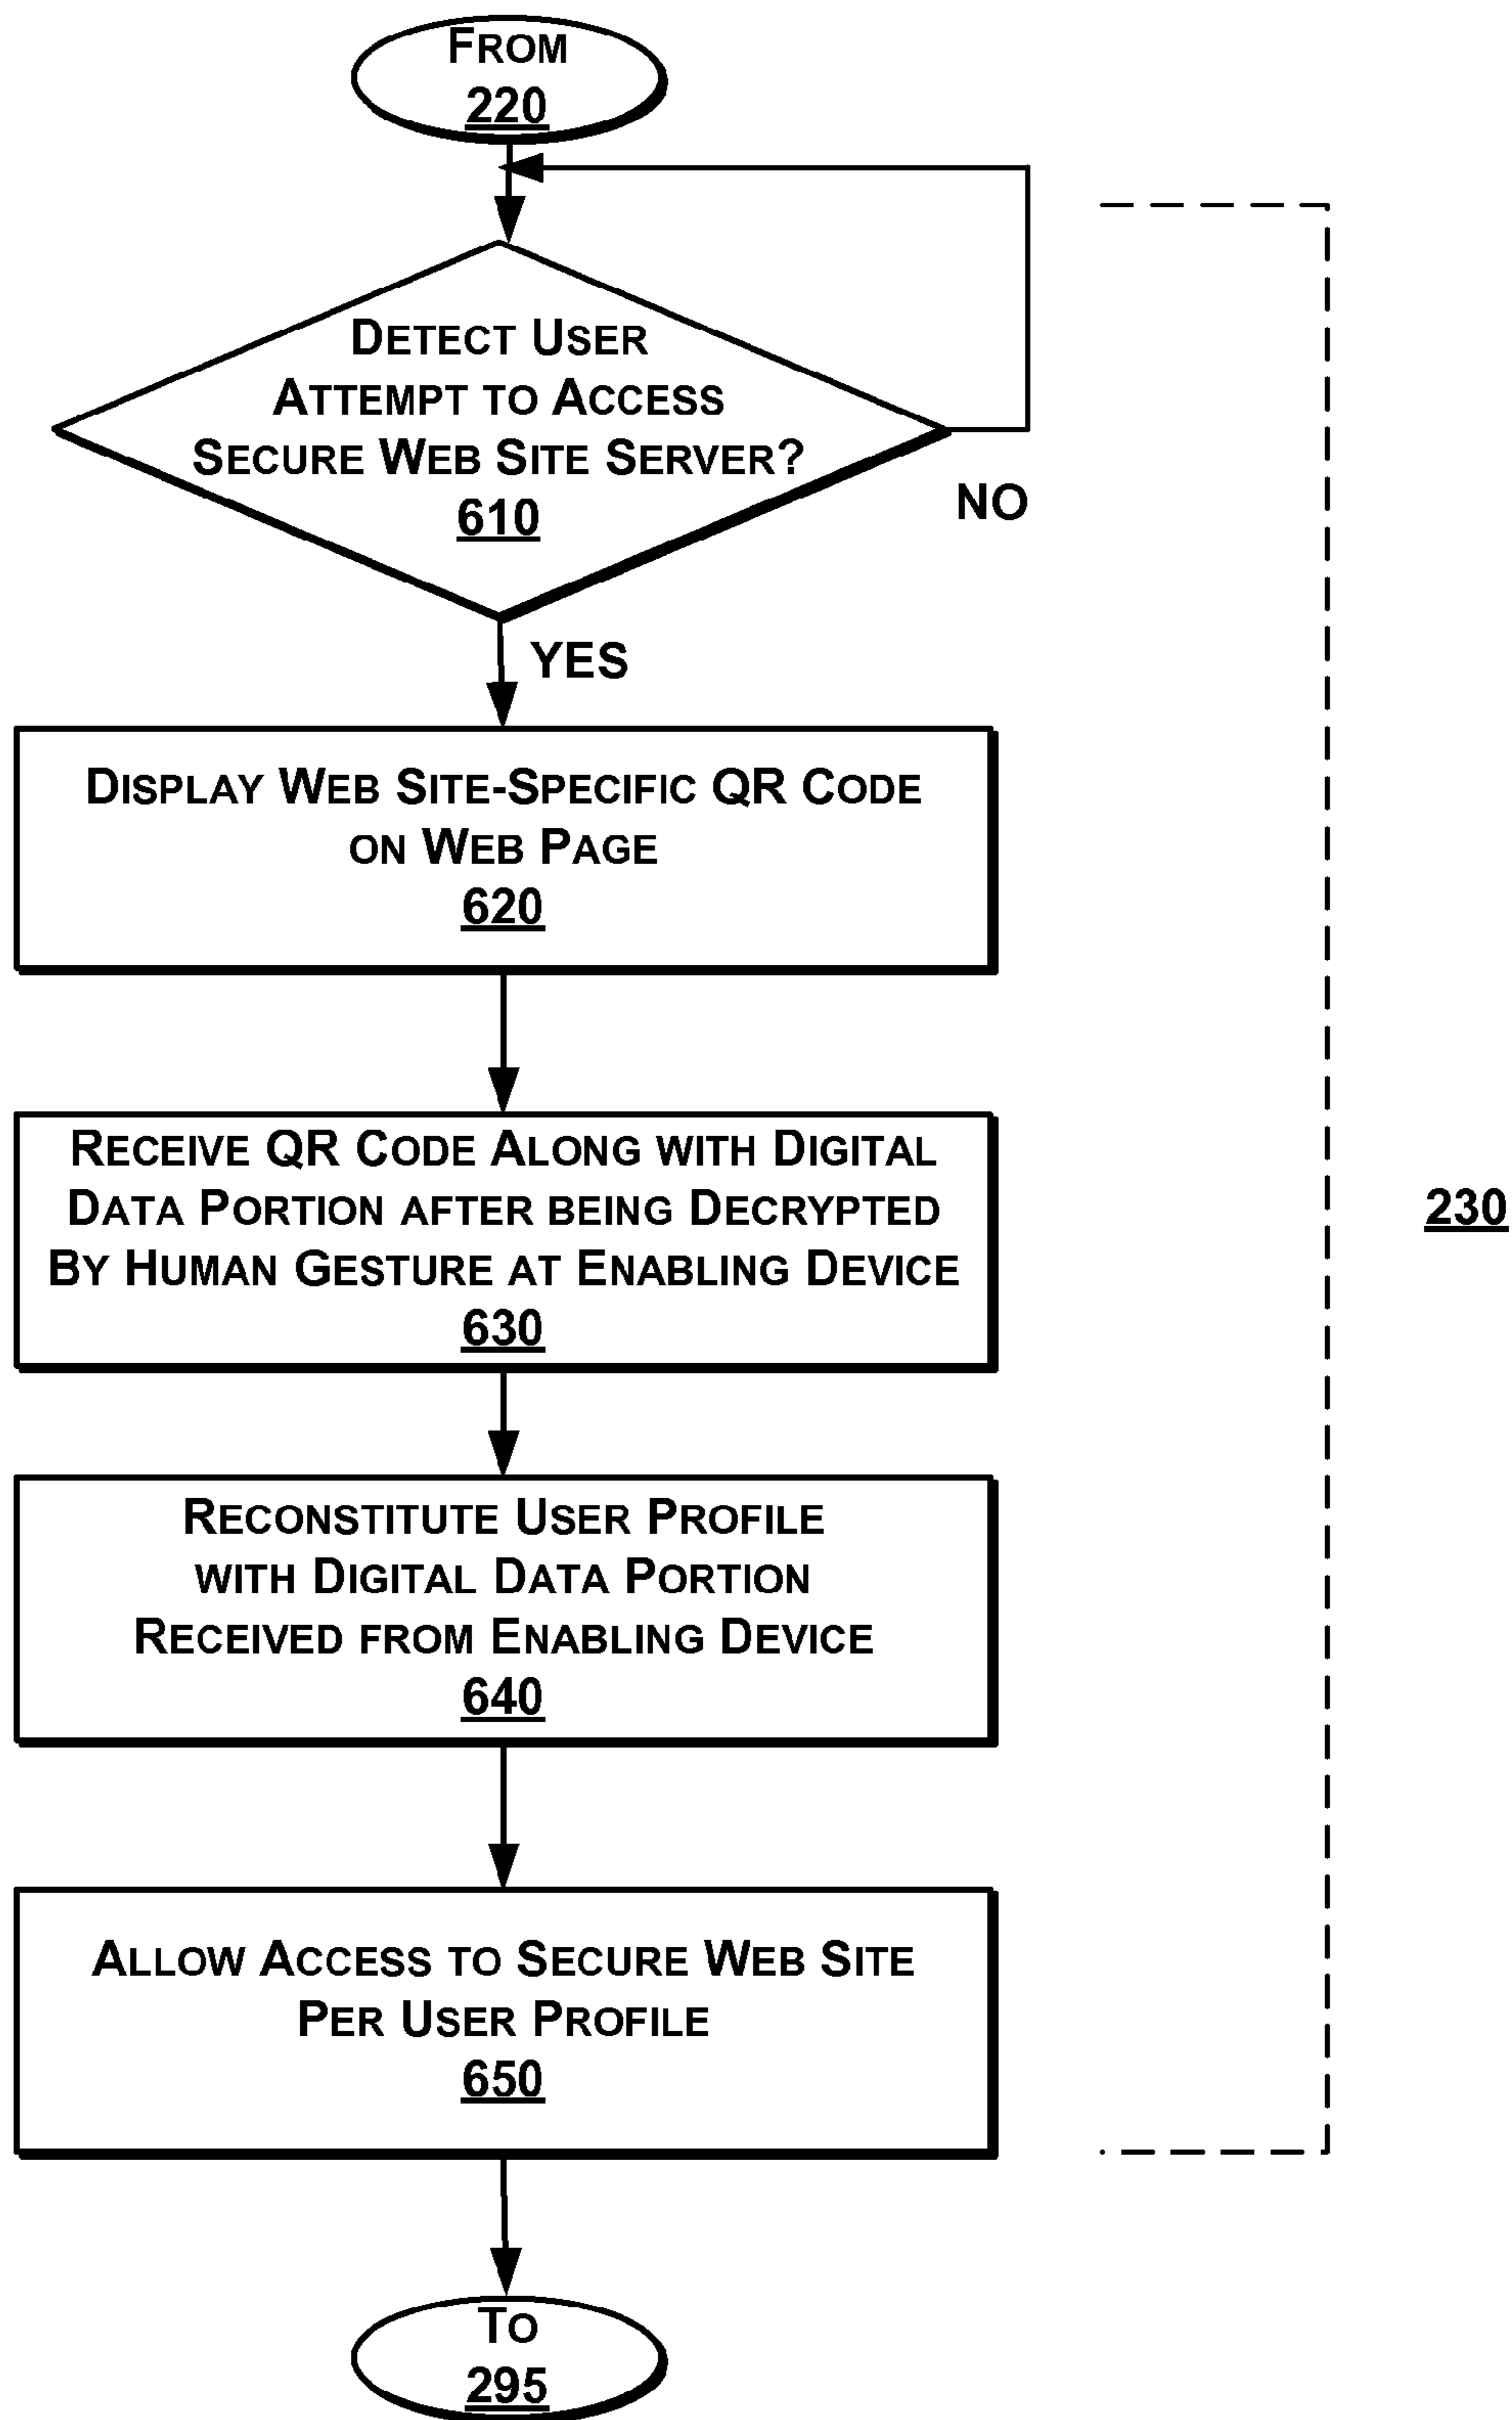 FROM
220
DETECT USER
ATTEMPT TO ACCESS
SECURE WEB SITE SERVER?
610
NO
YES
DISPLAY WEB SITE-SPECIFIC QR CODE
ON WEB PAGE
620
RECEIVE QR CODE ALONG WITH DIGITAL
DATA PORTION AFTER BEING DECRYPTED
BY HUMAN GESTURE AT ENABLING DEVICE
630
230
RECONSTITUTE USER PROFILE
WITH DIGITAL DATA PORTION
RECEIVED FROM ENABLING DEVICE
640
ALLOW ACCESS TO SECURE WEB SITE
PER USER PROFILE
650
TO
295